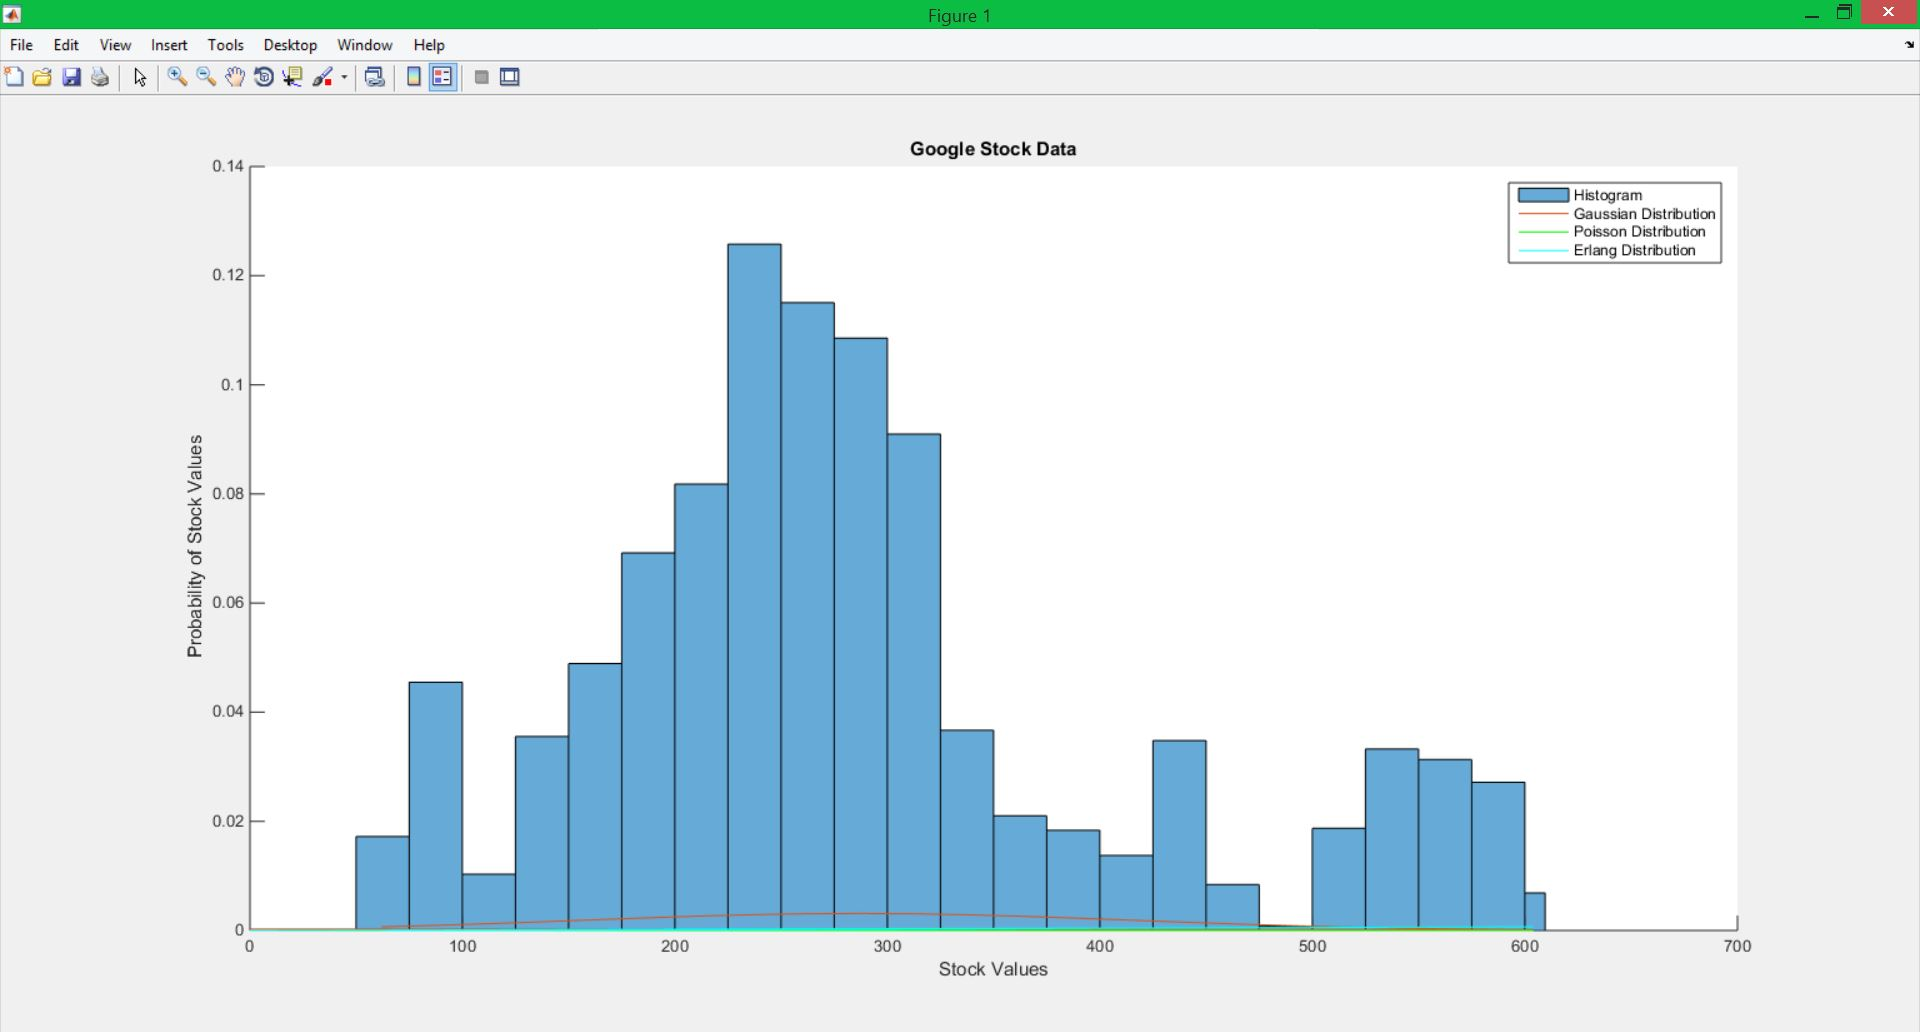 Figure 1
File Edit View Insert Tools Desktop Window Help
Google Stock Data
0.14
0.12
0.1
0.08
0.06
0.04
0.02
0
Probability of Stock Values
Histogram
Gaussian Distribution
Poisson Distribution
Erlang Distribution
0 100 200 300 400 500 600 700
Stock Values